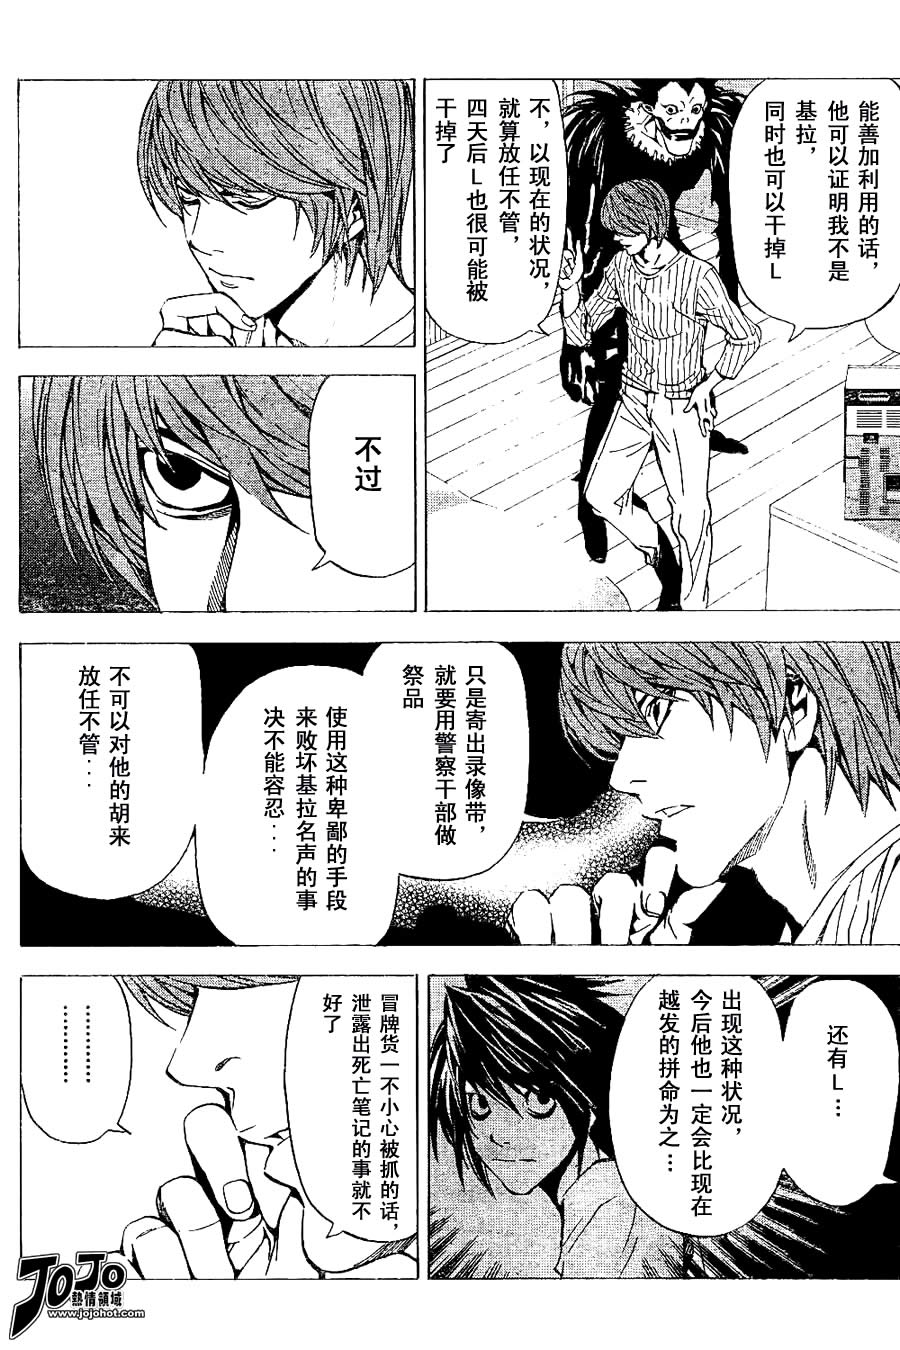 能善加利用的话，
他可以证明我不是
基拉，
同时也可以干掉L
不，以现在的状况，
就算放任不管，
四天后L也很可能被
干掉了
不过
只是寄出录像带，
就要用警察干部做
祭品
使用这种卑鄙的手段
来败坏基拉名声的事
决不能容忍...
不可以对他的胡来
放任不管...
还有L...
出现这种状况，
今后他也一定会比现在
越发的拼命为之...
冒牌货一不小心被抓的话，
泄露出死亡笔记的事就不
好了
………
………
JOJO
熱情領域
www.jojohot.com